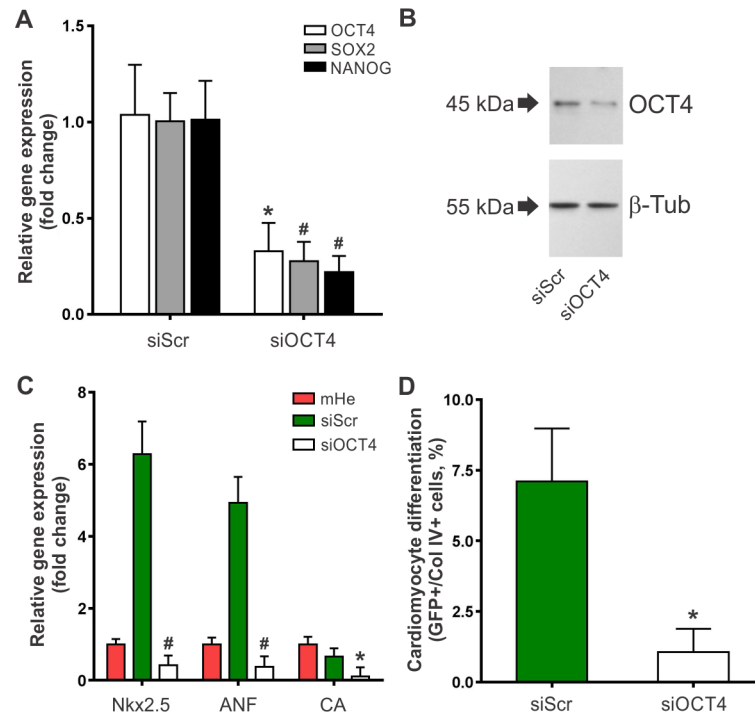 A
Relative gene expression
(fold change)
1.5
1.0
0.5
0.0
OCT4
SOX2
NANOG
*
#
#
siScr
siOCT4
B
45 kDa
OCT4
55 kDa
β-Tub
siScr
siOCT4
C
Relative gene expression
(fold change)
8
6
4
2
0
mHe
siScr
siOCT4
#
#
*
Nkx2.5
ANF
CA
D
Cardiomyocyte differentiation
(GFP+/Col IV+ cells, %)
10.0
7.5
5.0
2.5
0.0
*
siScr
siOCT4